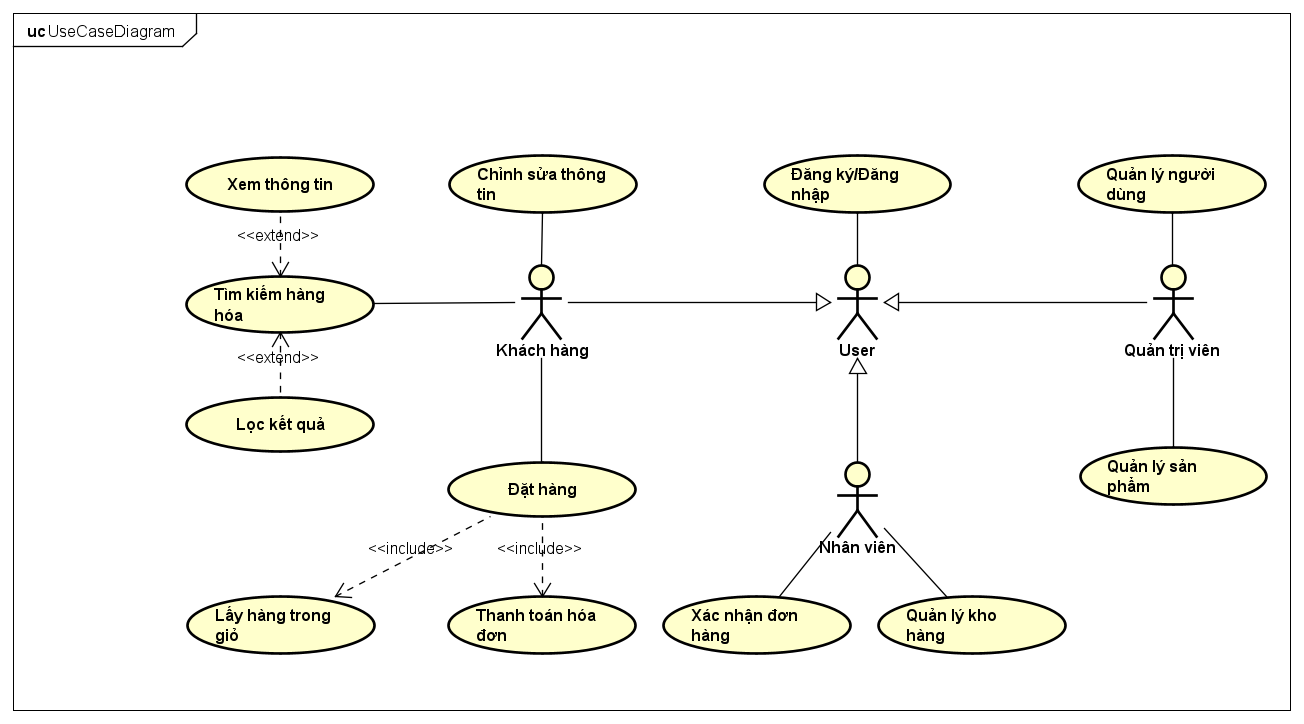 uc UseCaseDiagram
Xem thông tin
Chỉnh sửa thông
tin
Đăng ký/Đăng
nhập
Quản lý người
dùng
<<extend>>
Tìm kiếm hàng
hóa
Khách hàng
User
Quản trị viên
<<extend>>
Lọc kết quả
Đặt hàng
Quản lý sản
phẩm
<<include>>
<<include>>
Nhân viên
Lấy hàng trong
giỏ
Thanh toán hóa
đơn
Xác nhận đơn
hàng
Quản lý kho
hàng